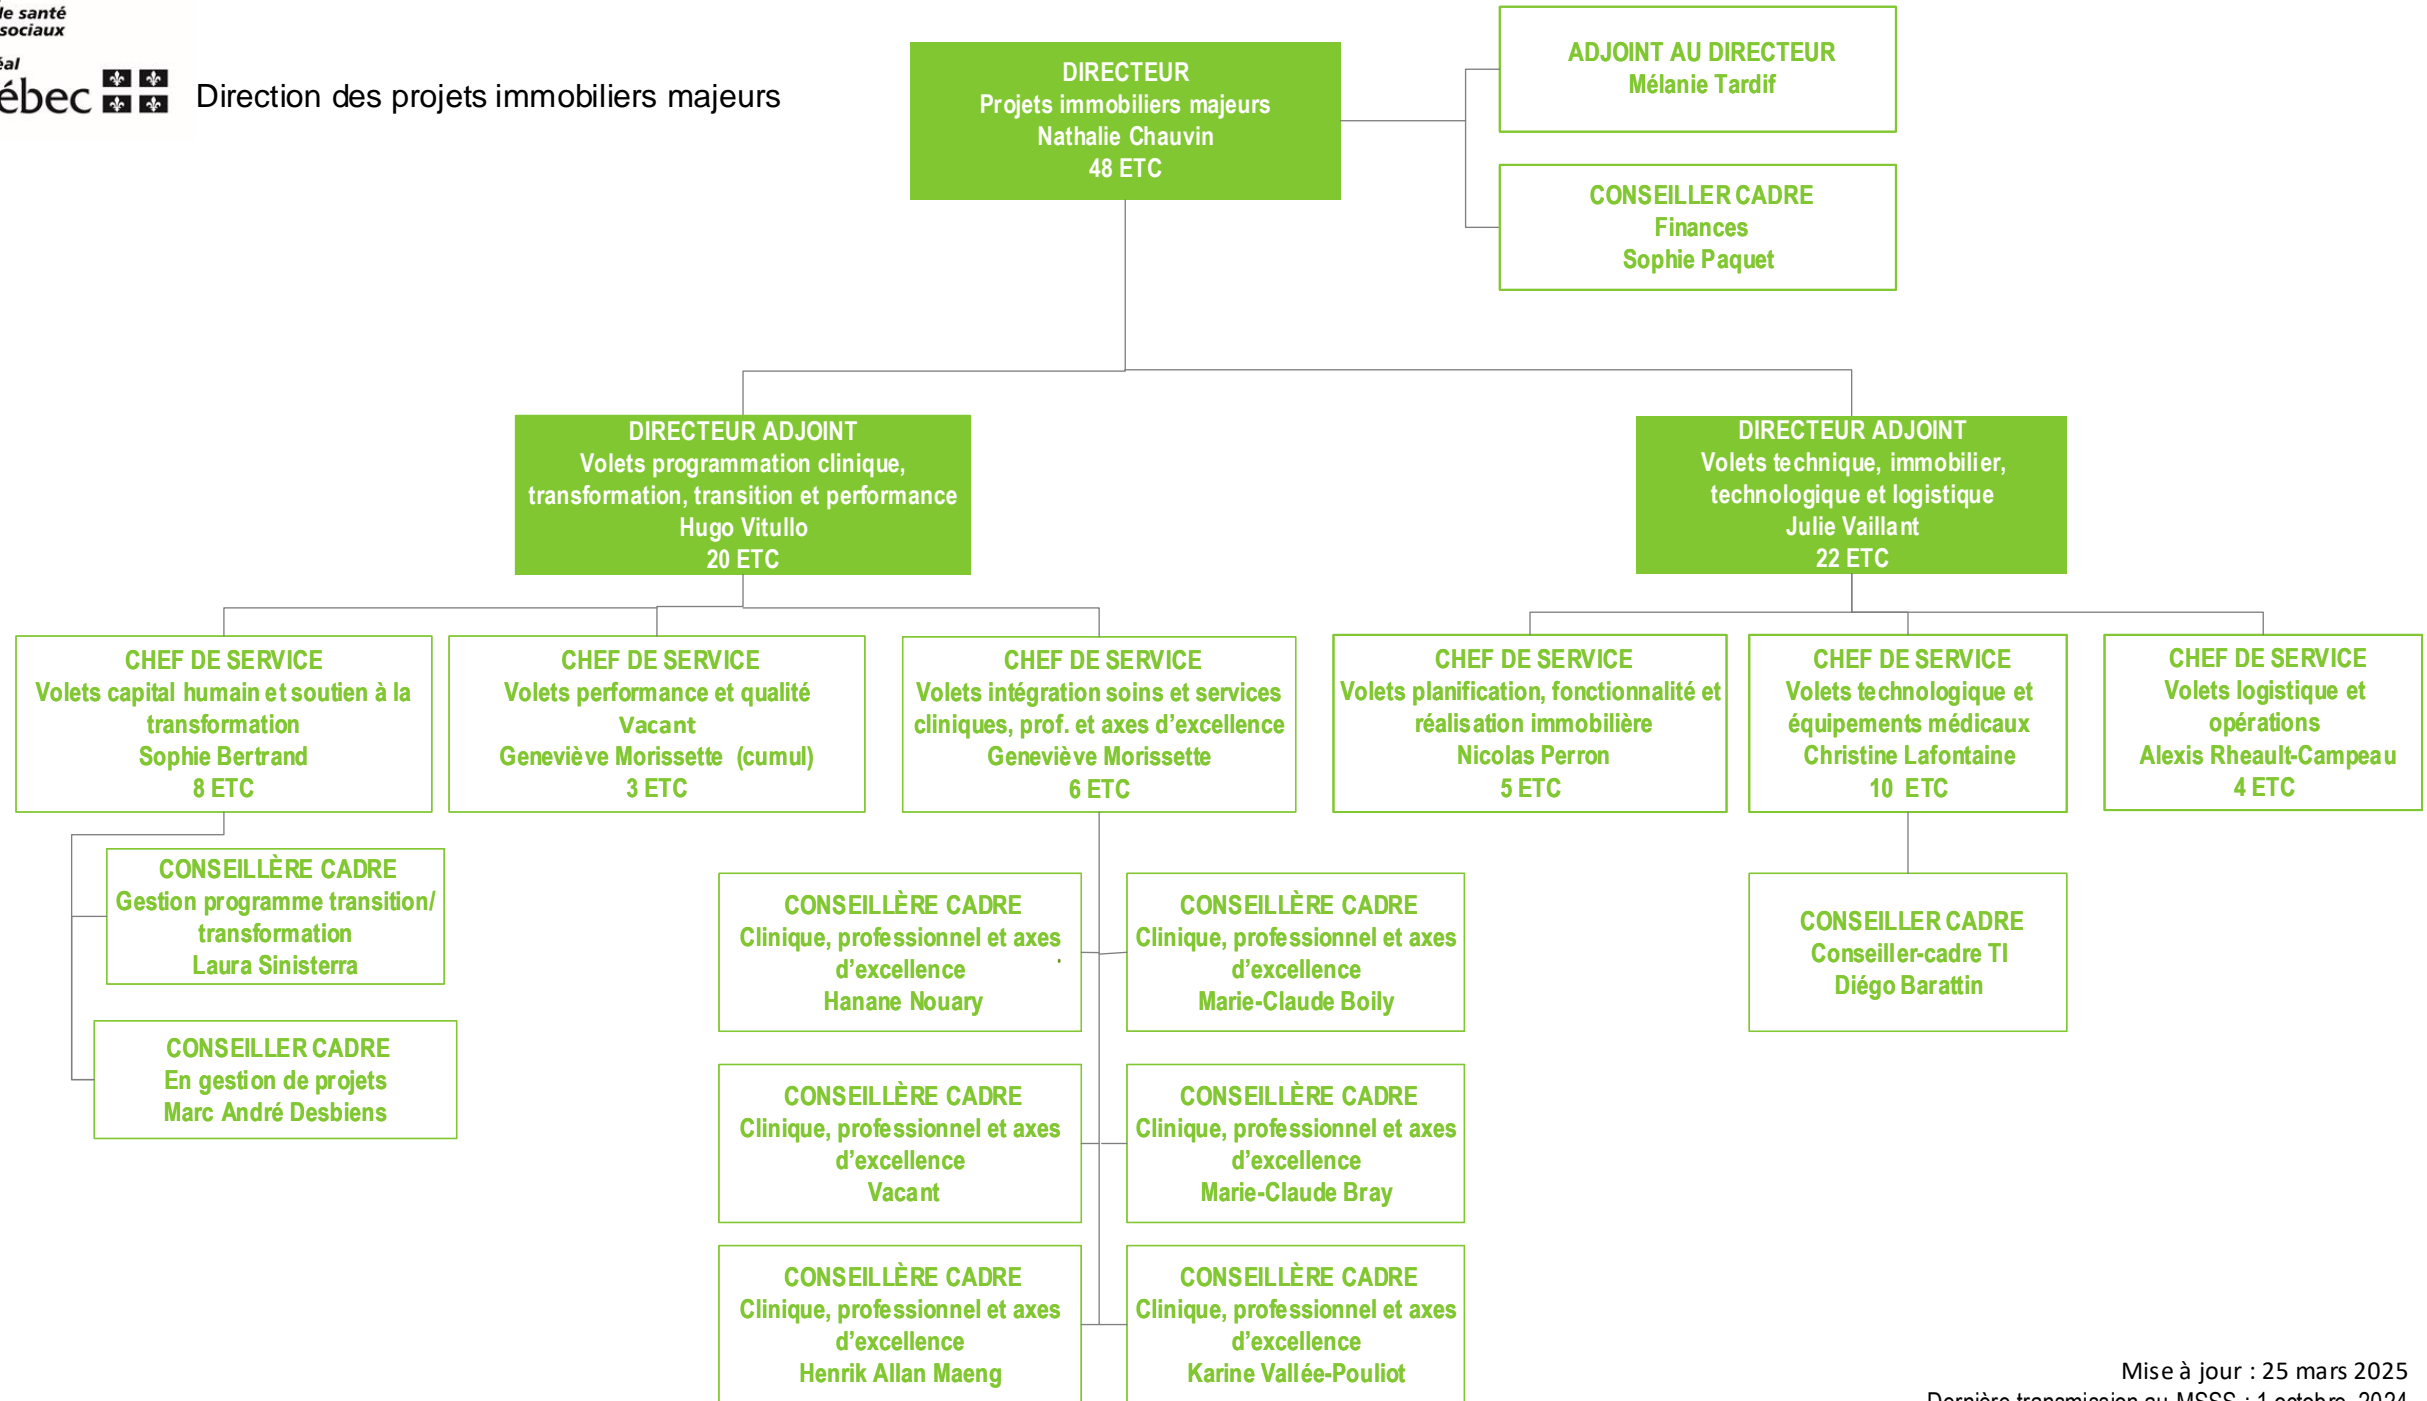 de santé
sociaux
ébec
Direction des projets immobiliers majeurs
DIRECTEUR
Projets immobiliers majeurs
Nathalie Chauvin
48 ETC
ADJOINT AU DIRECTEUR
Mélanie Tardif
CONSEILLER CADRE
Finances
Sophie Paquet
DIRECTEUR ADJOINT
Volets programmation clinique,
transformation, transition et performance
Hugo Vitullo
20 ETC
DIRECTEUR ADJOINT
Volets technique, immobilier,
technologique et logistique
Julie Vaillant
22 ETC
CHEF DE SERVICE
Volets capital humain et soutien à la
transformation
Sophie Bertrand
8 ETC
CHEF DE SERVICE
Volets performance et qualité
Vacant
Geneviève Morissette (cumul)
3 ETC
CHEF DE SERVICE
Volets intégration soins et services
cliniques, prof. et axes d’excellence
Geneviève Morissette
6 ETC
CHEF DE SERVICE
Volets planification, fonctionnalité et
réalisation immobilière
Nicolas Perron
5 ETC
CHEF DE SERVICE
Volets technologique et
équipements médicaux
Christine Lafontaine
10 ETC
CHEF DE SERVICE
Volets logistique et
opérations
Alexis Rheault-Campeau
4 ETC
CONSEILLÈRE CADRE
Gestion programme transition/
transformation
Laura Sinisterra
CONSEILLER CADRE
En gestion de projets
Marc André Desbiens
CONSEILLÈRE CADRE
Clinique, professionnel et axes
d’excellence
Hanane Nouary
CONSEILLÈRE CADRE
Clinique, professionnel et axes
d’excellence
Marie-Claude Boily
CONSEILLER CADRE
Conseiller-cadre TI
Diégo Barattin
CONSEILLÈRE CADRE
Clinique, professionnel et axes
d’excellence
Vacant
CONSEILLÈRE CADRE
Clinique, professionnel et axes
d’excellence
Marie-Claude Bray
CONSEILLÈRE CADRE
Clinique, professionnel et axes
d’excellence
Henrik Allan Maeng
CONSEILLÈRE CADRE
Clinique, professionnel et axes
d’excellence
Karine Vallée-Pouliot
Mise à jour : 25 mars 2025
Dernière transmission au MSSS : 1 octobre 2024